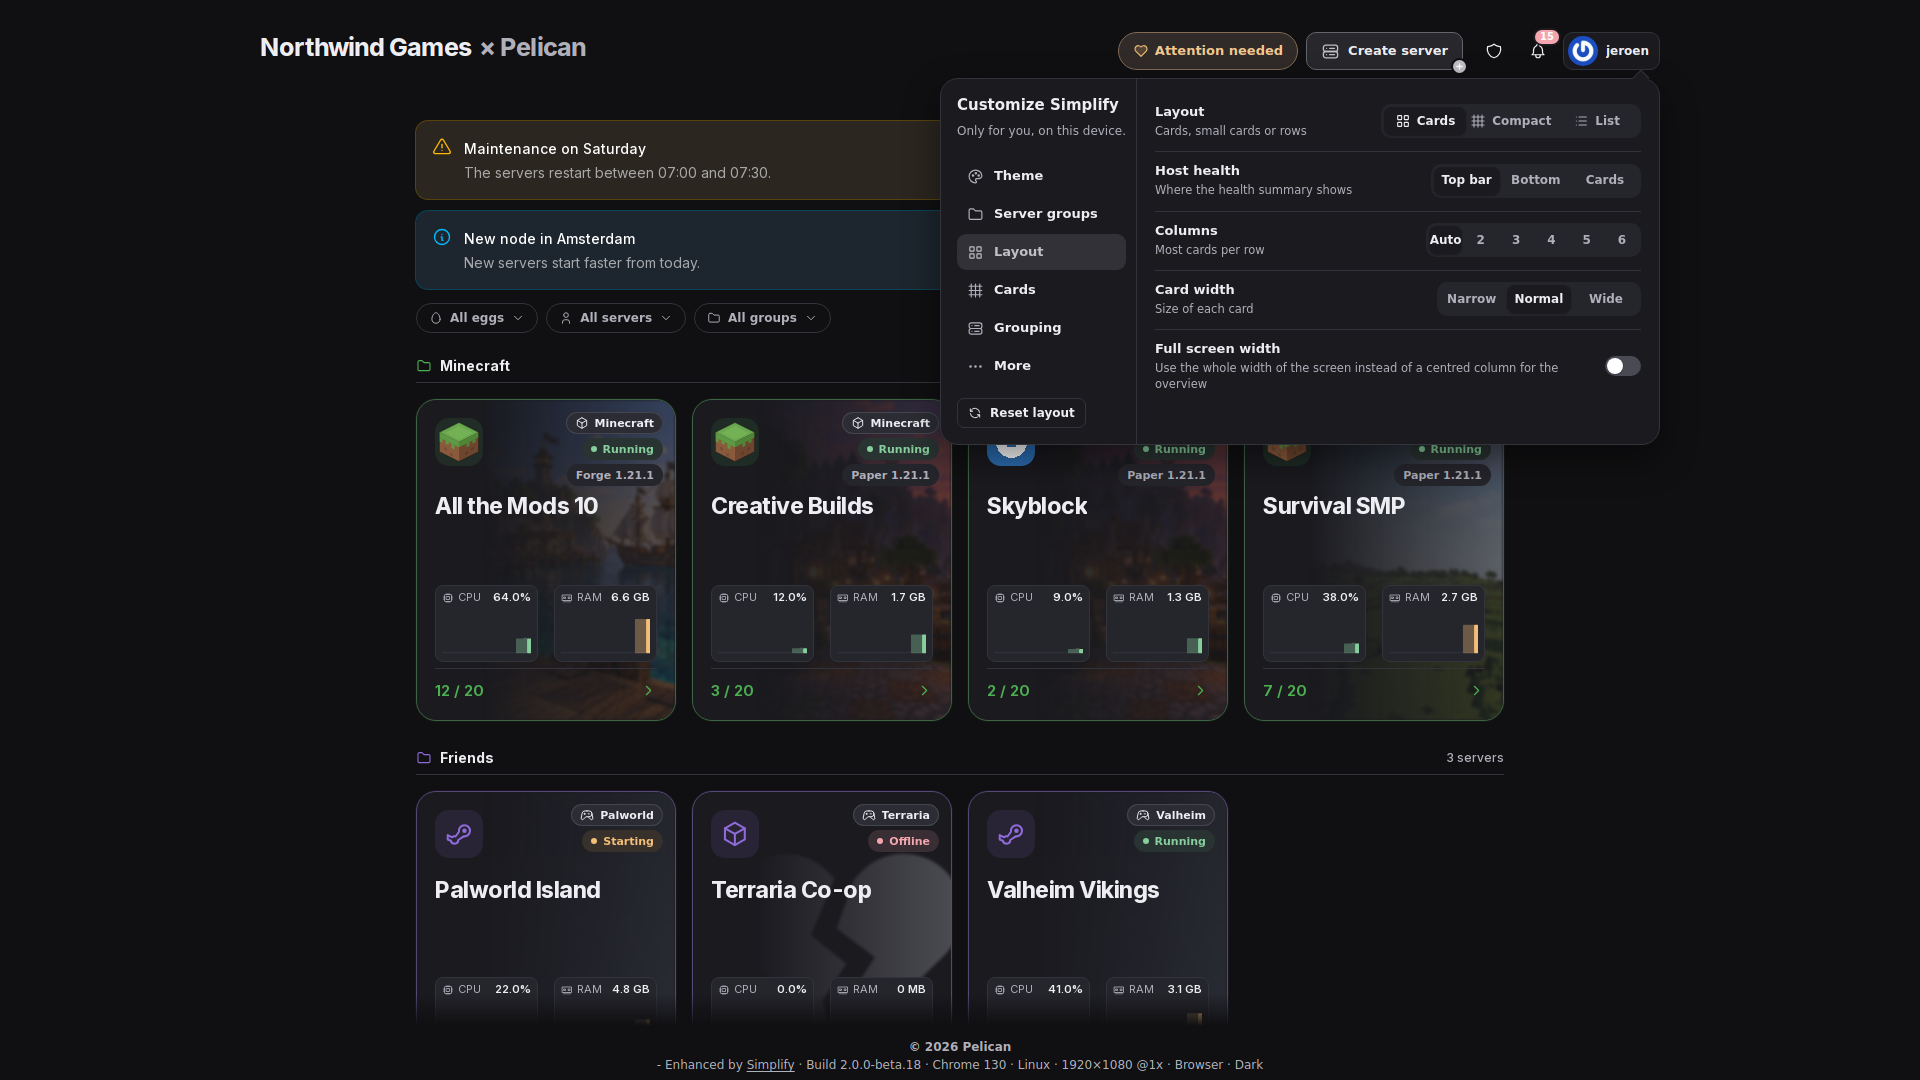 Northwind Games × Pelican
Attention needed
Create server
15
jeroen
Customize Simplify
Only for you, on this device.
Theme
Server groups
Layout
Cards
Grouping
More
Reset layout
Layout
Cards, small cards or rows
Cards
Compact
List
Host health
Where the health summary shows
Top bar
Bottom
Cards
Columns
Most cards per row
Auto
2
3
4
5
6
Card width
Size of each card
Narrow
Normal
Wide
Full screen width
Use the whole width of the screen instead of a centred column for the
overview
Maintenance on Saturday
The servers restart between 07:00 and 07:30.
New node in Amsterdam
New servers start faster from today.
All eggs
All servers
All groups
Minecraft
Minecraft
Running
Forge 1.21.1
All the Mods 10
CPU 64.0%
RAM 6.6 GB
12 / 20
Minecraft
Running
Paper 1.21.1
Creative Builds
CPU 12.0%
RAM 1.7 GB
3 / 20
Running
Paper 1.21.1
Skyblock
CPU 9.0%
RAM 1.3 GB
2 / 20
Running
Paper 1.21.1
Survival SMP
CPU 38.0%
RAM 2.7 GB
7 / 20
Friends
3 servers
Palworld
Starting
Palworld Island
CPU 22.0%
RAM 4.8 GB
Terraria
Offline
Terraria Co-op
CPU 0.0%
RAM 0 MB
Valheim
Running
Valheim Vikings
CPU 41.0%
RAM 3.1 GB
© 2026 Pelican
- Enhanced by Simplify · Build 2.0.0-beta.18 · Chrome 130 · Linux · 1920×1080 @1x · Browser · Dark